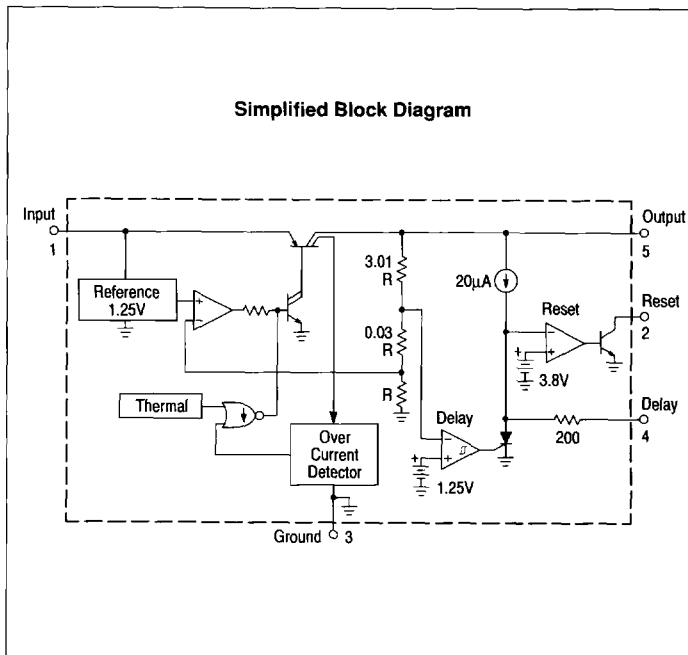 Simplified Block Diagram
Input
1
Output
5
3.01
R
20μA
Reference
1.25V
+
−
Reset
−
+
Reset
2
0.03
R
3.8V
+
Thermal
R
Delay
Delay
4
200
−
+
Over
Current
Detector
+
1.25V
Ground 3